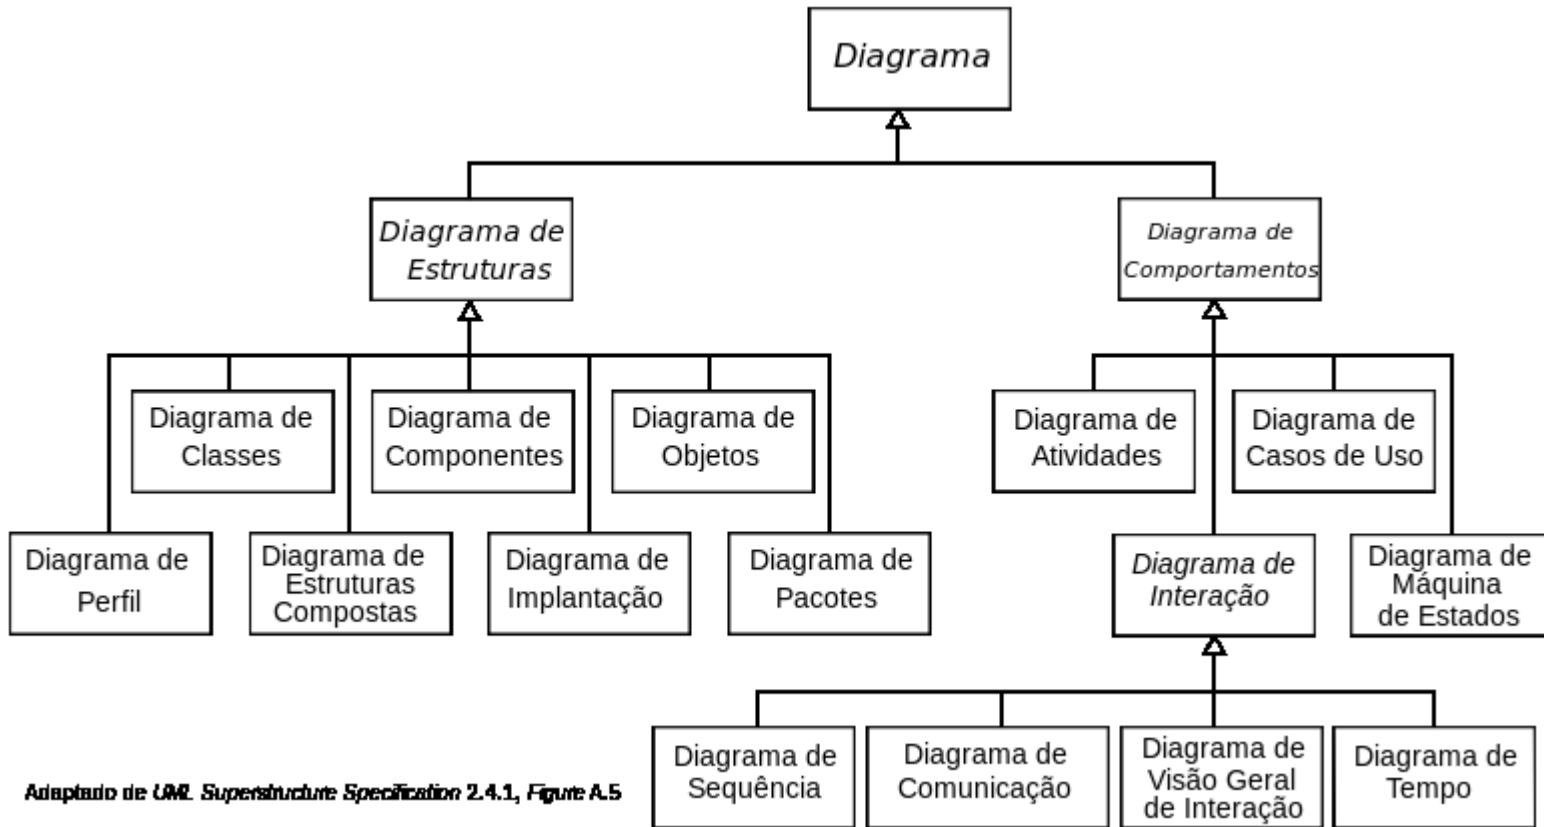 Diagrama
Diagrama de
Estruturas
Diagrama de
Comportamentos
Diagrama de
Classes
Diagrama de
Componentes
Diagrama de
Objetos
Diagrama de
Atividades
Diagrama de
Casos de Uso
Diagrama de
Perfil
Diagrama de
Estruturas
Compostas
Diagrama de
Implantação
Diagrama de
Pacotes
Diagrama de
Interação
Diagrama de
Máquina
de Estados
Diagrama de
Sequência
Diagrama de
Comunicação
Diagrama de
Visão Geral
de Interação
Diagrama de
Tempo
Adaptado de UML Superstructure Specification 2.4.1, Figure A.5